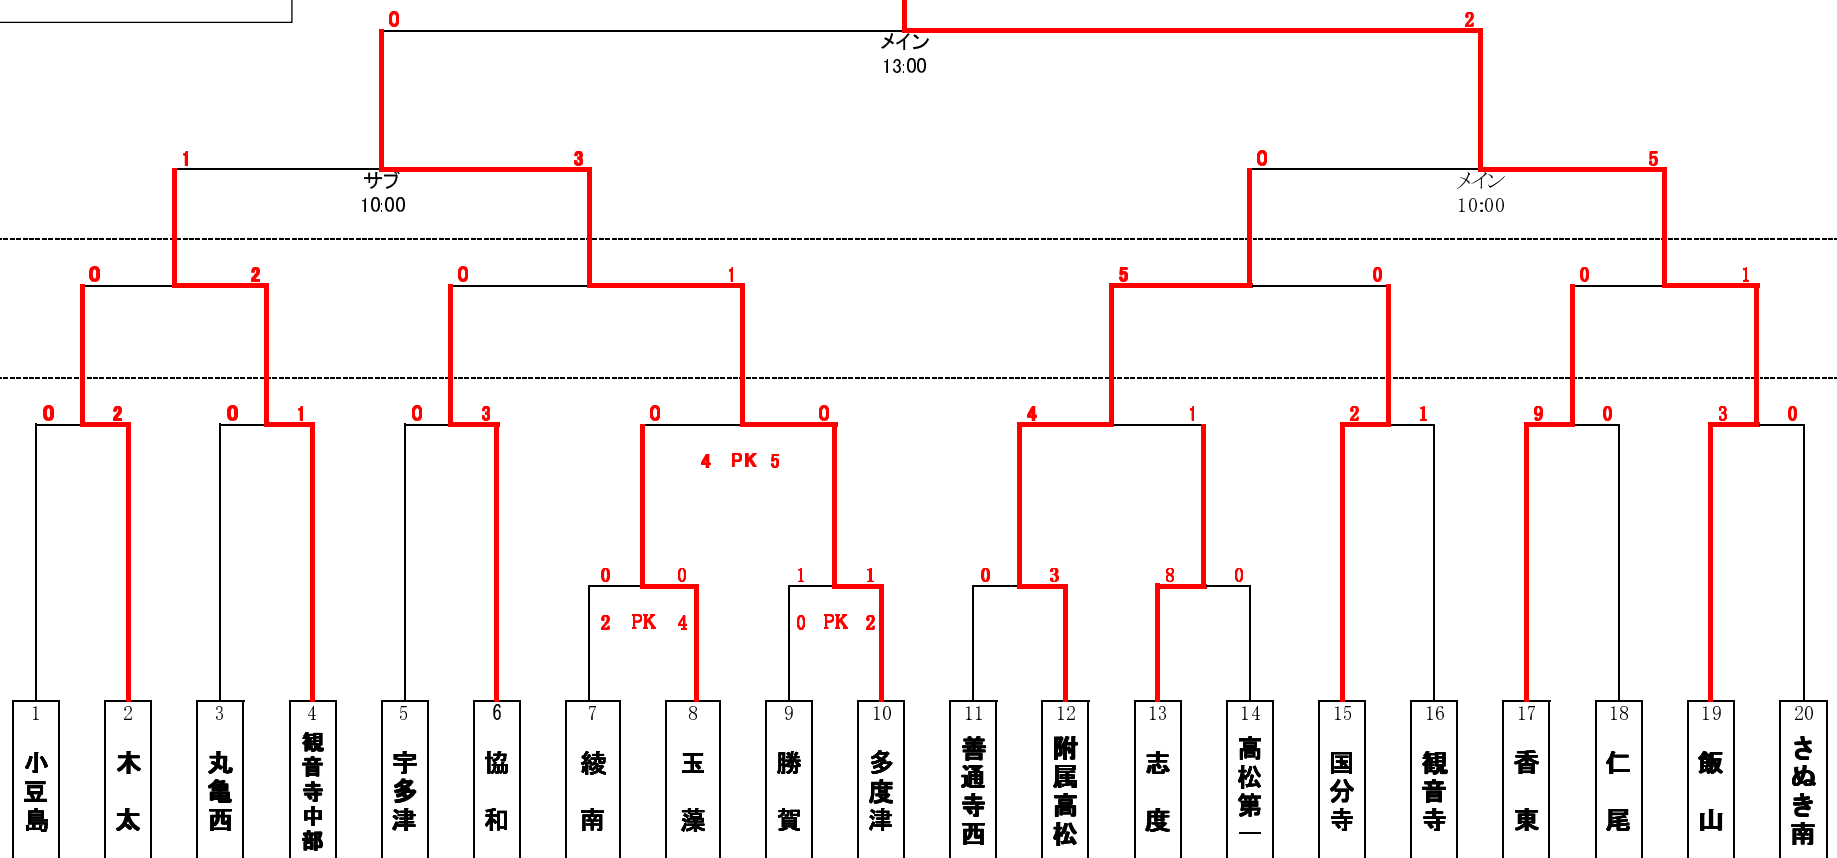 0 2
メイン
13:00
1 3 0 5
サブ メイン
10:00 10:00
0 2 0 1 5 0 0 1
0 2 0 1 0 3 0 0 4 1 2 1 9 0 3 0
4 PK 5
0 0 1 1 0 3 8 0
2 PK 4 0 PK 2
1 2 3 4 5 6 7 8 9 10 11 12 13 14 15 16 17 18 19 20
小豆島
木太
丸亀西
観音寺中部
宇多津
協和
綾南
玉藻
勝賀
多度津
善通寺西
附属高松
志度
高松第一
国分寺
観音寺
香東
仁尾
飯山
さぬき南